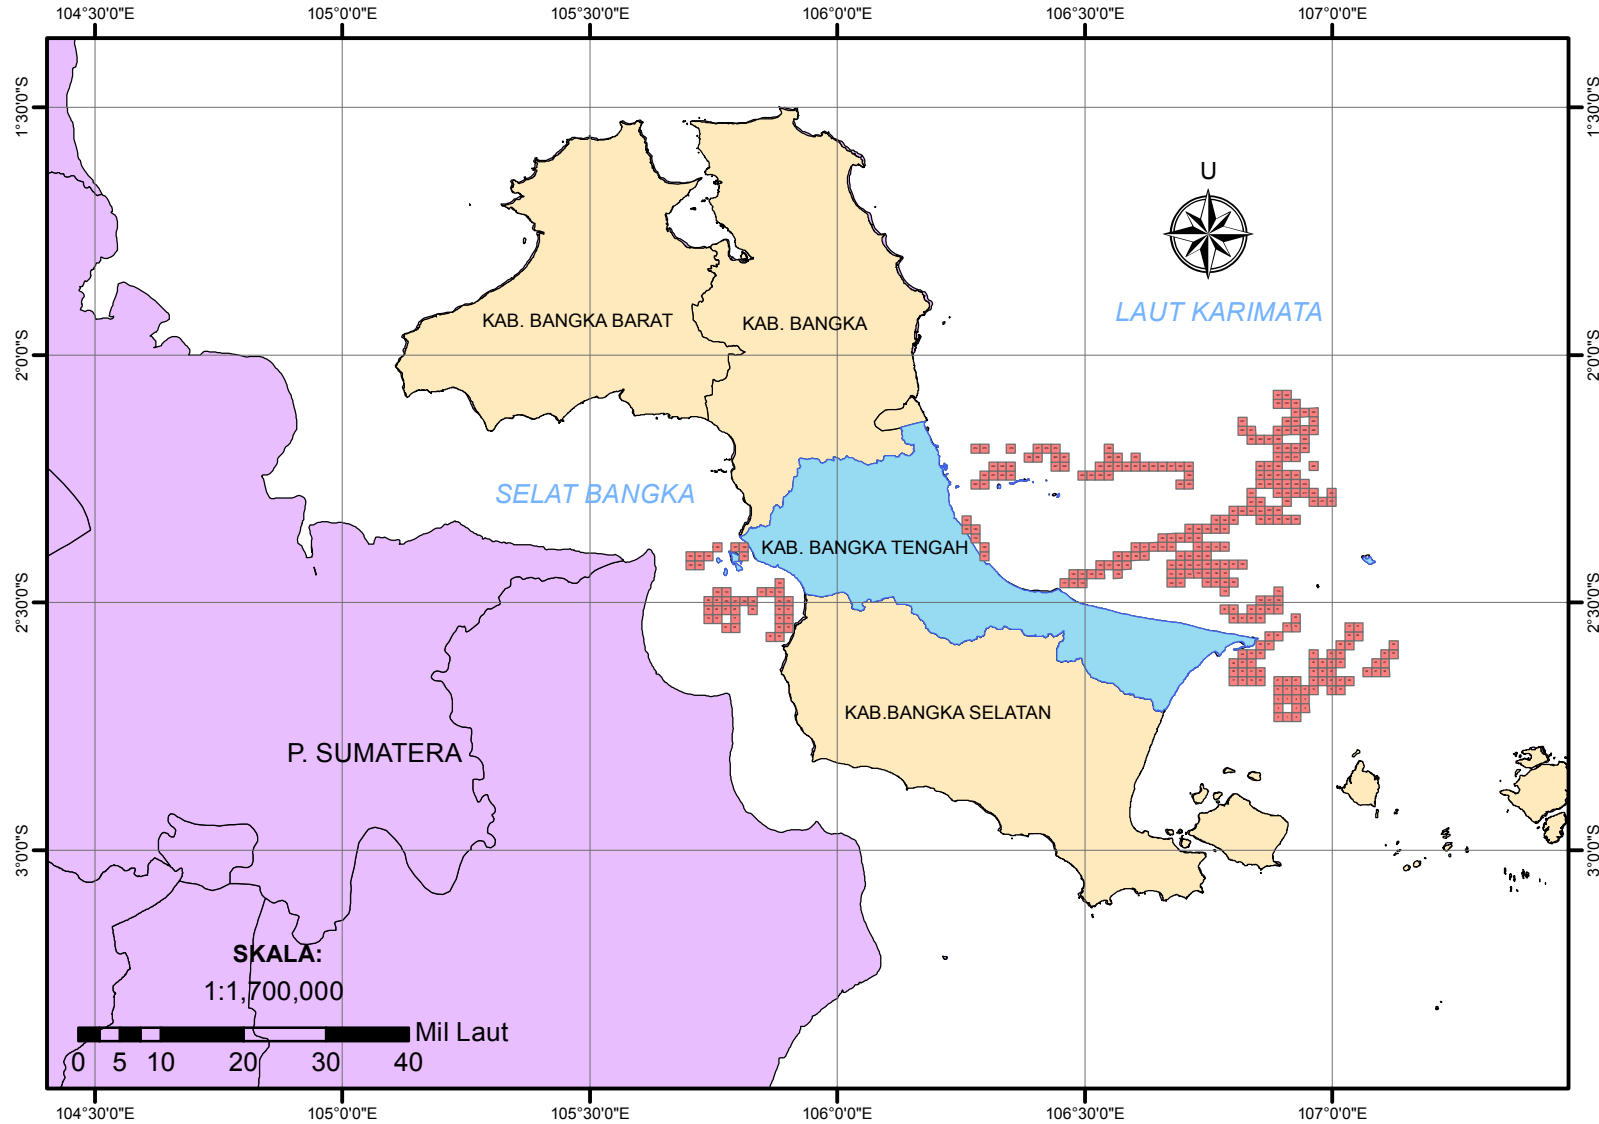 104°30'0"E 105°0'0"E 105°30'0"E 106°0'0"E 106°30'0"E 107°0'0"E
1°30'0"S 1°30'0"S
U
LAUT KARIMATA
KAB. BANGKA BARAT KAB. BANGKA
2°0'0"S 2°0'0"S
SELAT BANGKA
KAB. BANGKA TENGAH
2°30'0"S 2°30'0"S
KAB.BANGKA SELATAN
P. SUMATERA
3°0'0"S 3°0'0"S
SKALA:
1:1,700,000
Mil Laut
0 5 10 20 30 40
104°30'0"E 105°0'0"E 105°30'0"E 106°0'0"E 106°30'0"E 107°0'0"E